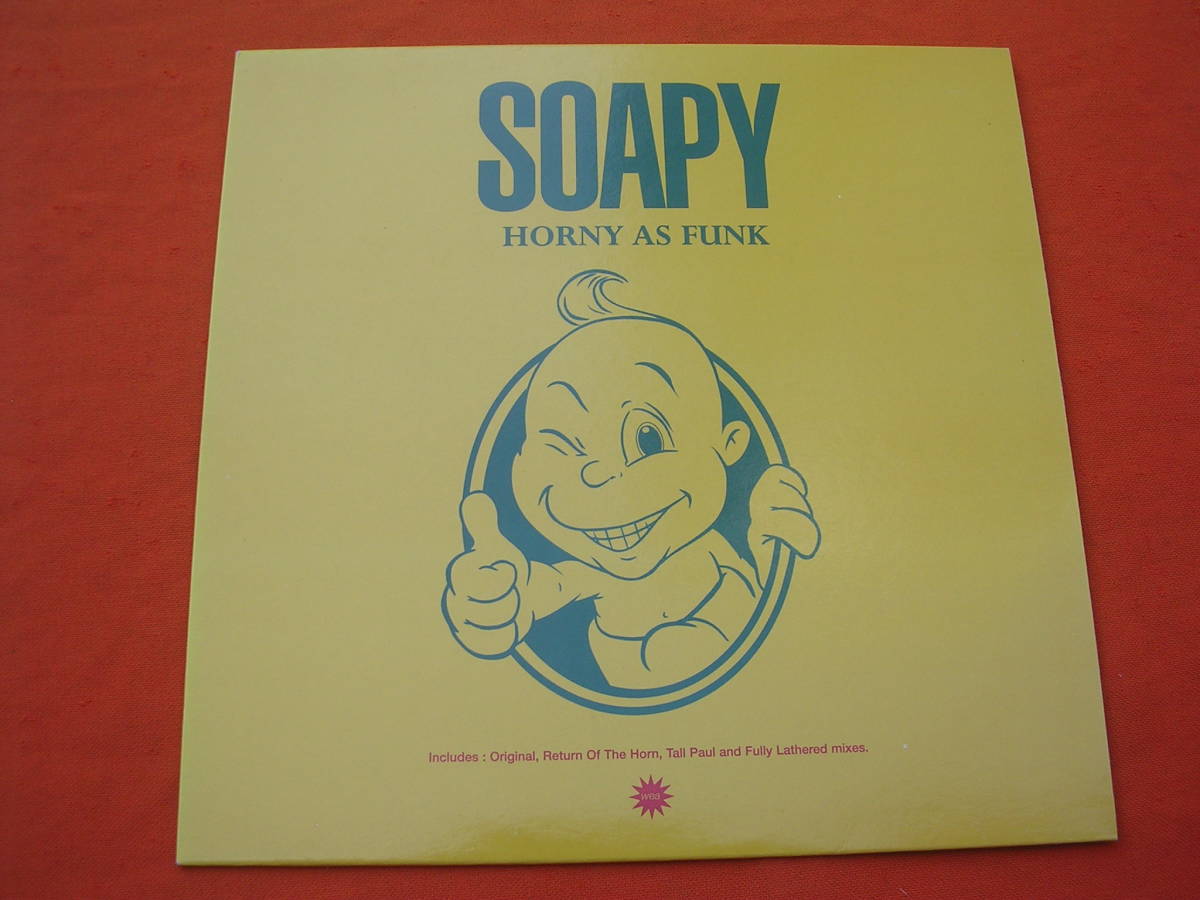 SOAPY
HORNY AS FUNK
Includes : Original, Return Of The Horn, Tall Paul and Fully Lathered mixes.
wea